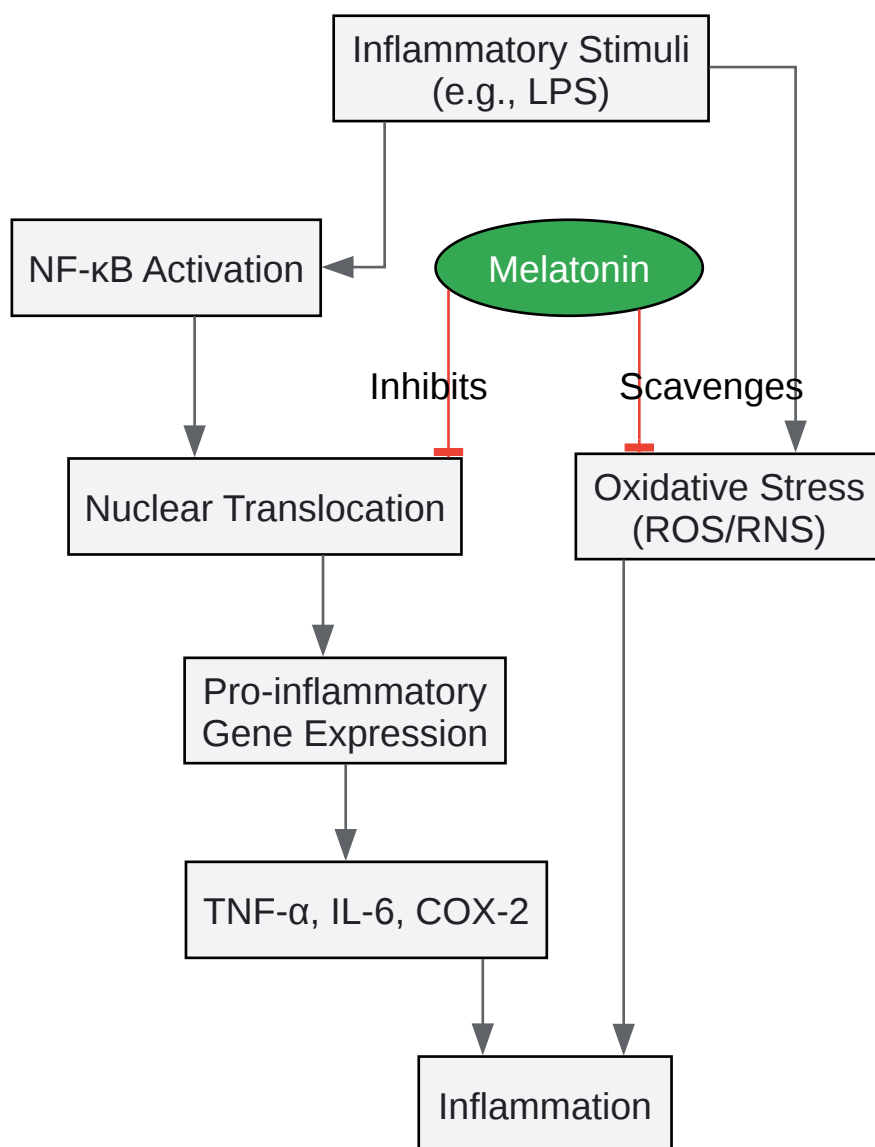 Inflammatory Stimuli
(e.g., LPS)
NF-κB Activation
Melatonin
Inhibits
Scavenges
Nuclear Translocation
Oxidative Stress
(ROS/RNS)
Pro-inflammatory
Gene Expression
TNF-α, IL-6, COX-2
Inflammation